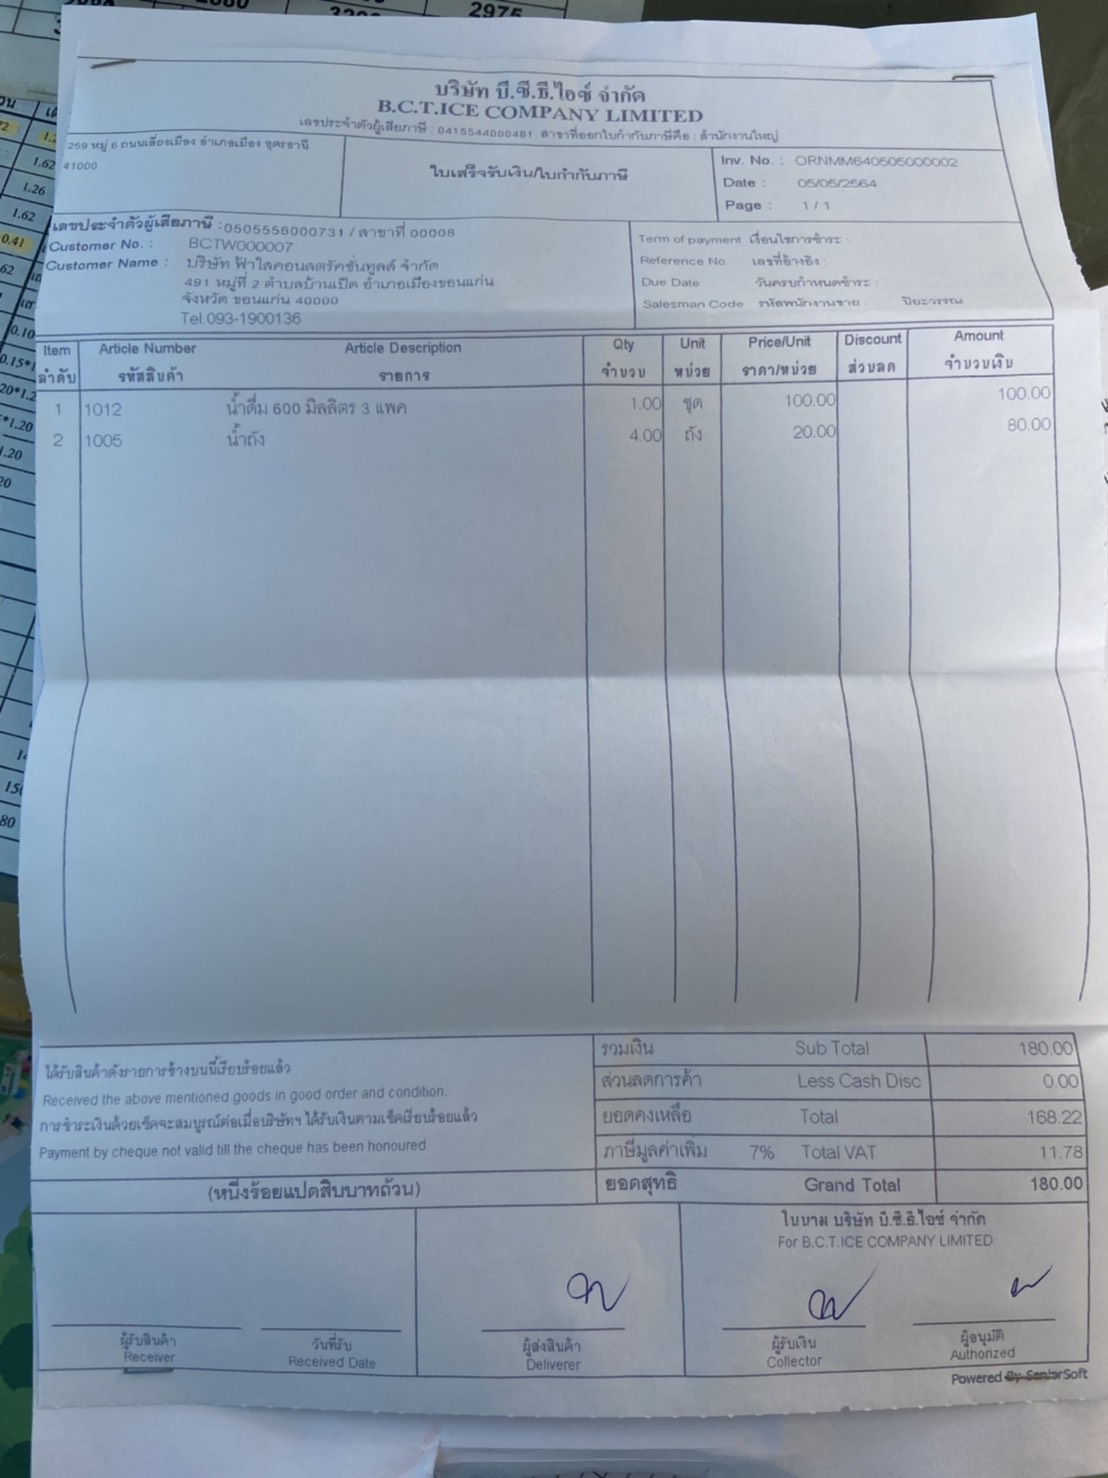 2975
บริษัท บี.ซี.ธี.ไอซ์ จำกัด
B.C.T.ICE COMPANY LIMITED
เลขประจำตัวผู้เสียภาษี : 0415544000481 สาขาที่ออกใบกำกับภาษีคือ : สำนักงานใหญ่
259 หมู่ 6 ถนนเลี่ยงเมือง อำเภอเมือง อุดรธานี
41000
ใบเสร็จรับเงิน/ใบกำกับภาษี
Inv. No. : ORNMM640505000002
Date : 05/05/2564
Page : 1 / 1
เลขประจำตัวผู้เสียภาษี : 0505556000731 / สาขาที่ 00008
Customer No. : BCTW000007
Customer Name : บริษัท ฟ้าใสคอนสตรัคชั่นทูลส์ จำกัด
491 หมู่ที่ 2 ตำบลบ้านเป็ด อำเภอเมืองขอนแก่น
จังหวัด ขอนแก่น 40000
Tel.093-1900136
Term of payment เงื่อนไขการชำระ :
Reference No. เลขที่อ้างอิง :
Due Date วันครบกำหนดชำระ :
Salesman Code รหัสพนักงานขาย : ปิยะวรรณ
Item Article Number Article Description Qty Unit Price/Unit Discount Amount
ลำดับ รหัสสินค้า รายการ จำนวน หน่วย ราคา/หน่วย ส่วนลด จำนวนเงิน
1 1012 น้ำดื่ม 600 มิลลิตร 3 แพค 1.00 ชุด 100.00 100.00
2 1005 น้ำถัง 4.00 ถัง 20.00 80.00
ได้รับสินค้าดังรายการข้างบนนี้เรียบร้อยแล้ว
Received the above mentioned goods in good order and condition.
การชำระเงินด้วยเช็คจะสมบูรณ์ต่อเมื่อบริษัทฯ ได้รับเงินตามเช็คเรียบร้อยแล้ว
Payment by cheque not valid till the cheque has been honoured
รวมเงิน Sub Total 180.00
ส่วนลดการค้า Less Cash Disc 0.00
ยอดคงเหลือ Total 168.22
ภาษีมูลค่าเพิ่ม 7% Total VAT 11.78
(หนึ่งร้อยแปดสิบบาทถ้วน)
ยอดสุทธิ Grand Total 180.00
ในนาม บริษัท บี.ซี.ธี.ไอซ์ จำกัด
For B.C.T.ICE COMPANY LIMITED
ผู้รับสินค้า วันที่รับ ผู้ส่งสินค้า ผู้รับเงิน ผู้อนุมัติ
Receiver Received Date Deliverer Collector Authorized
Powered By SeniorSoft